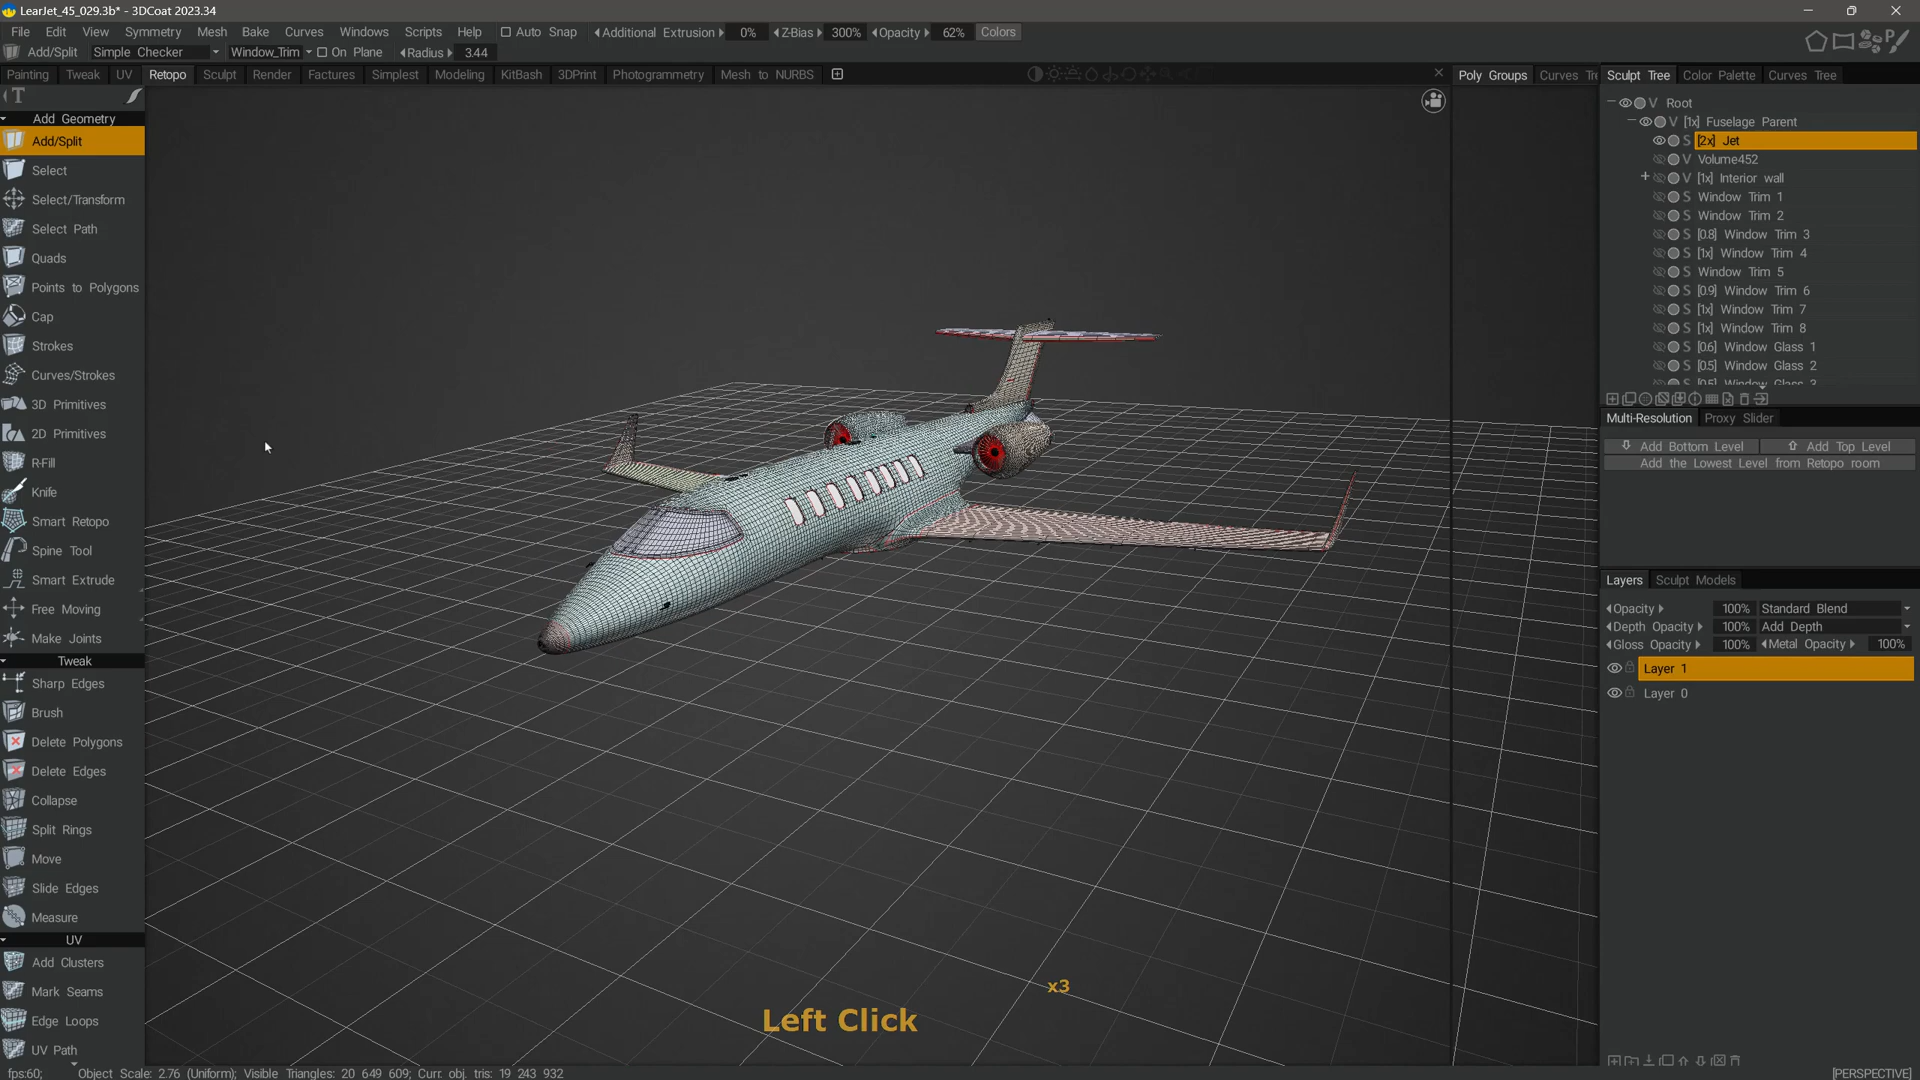 LearJet_45_029.3b* - 3DCoat 2023.34
File Edit View Symmetry Mesh Bake Curves Windows Scripts Help Auto Snap Additional Extrusion 0% Z-Bias 300% Opacity 62% Colors
Add/Split Simple Checker Window_Trim On Plane Radius 3.44
Painting Tweak UV Retopo Sculpt Render Factures Simplest Modeling KitBash 3DPrint Photogrammetry Mesh to NURBS
Poly Groups Curves Tr Sculpt Tree Color Palette Curves Tree
Add Geometry
Add/Split
Select
Select/Transform
Select Path
Quads
Points to Polygons
Cap
Strokes
Curves/Strokes
3D Primitives
2D Primitives
R-Fill
Knife
Smart Retopo
Spine Tool
Smart Extrude
Free Moving
Make Joints
Tweak
Sharp Edges
Brush
Delete Polygons
Delete Edges
Collapse
Split Rings
Move
Slide Edges
Measure
UV
Add Clusters
Mark Seams
Edge Loops
UV Path
V Root
V [1x] Fuselage Parent
S [2x] Jet
V Volume452
V [1x] Interior wall
S Window Trim 1
S Window Trim 2
S [0.8] Window Trim 3
S [1x] Window Trim 4
S Window Trim 5
S [0.9] Window Trim 6
S [1x] Window Trim 7
S [1x] Window Trim 8
S [0.6] Window Glass 1
S [0.5] Window Glass 2
S [0.5] Window Glass 3
Multi-Resolution Proxy Slider
Add Bottom Level Add Top Level
Add the Lowest Level from Retopo room
Layers Sculpt Models
Opacity 100% Standard Blend
Depth Opacity 100% Add Depth
Gloss Opacity 100% Metal Opacity 100%
Layer 1
Layer 0
x3
Left Click
fps:60; Object Scale: 2.76 (Uniform); Visible Triangles: 20 649 609; Curr. obj. tris: 19 243 932
[PERSPECTIVE]